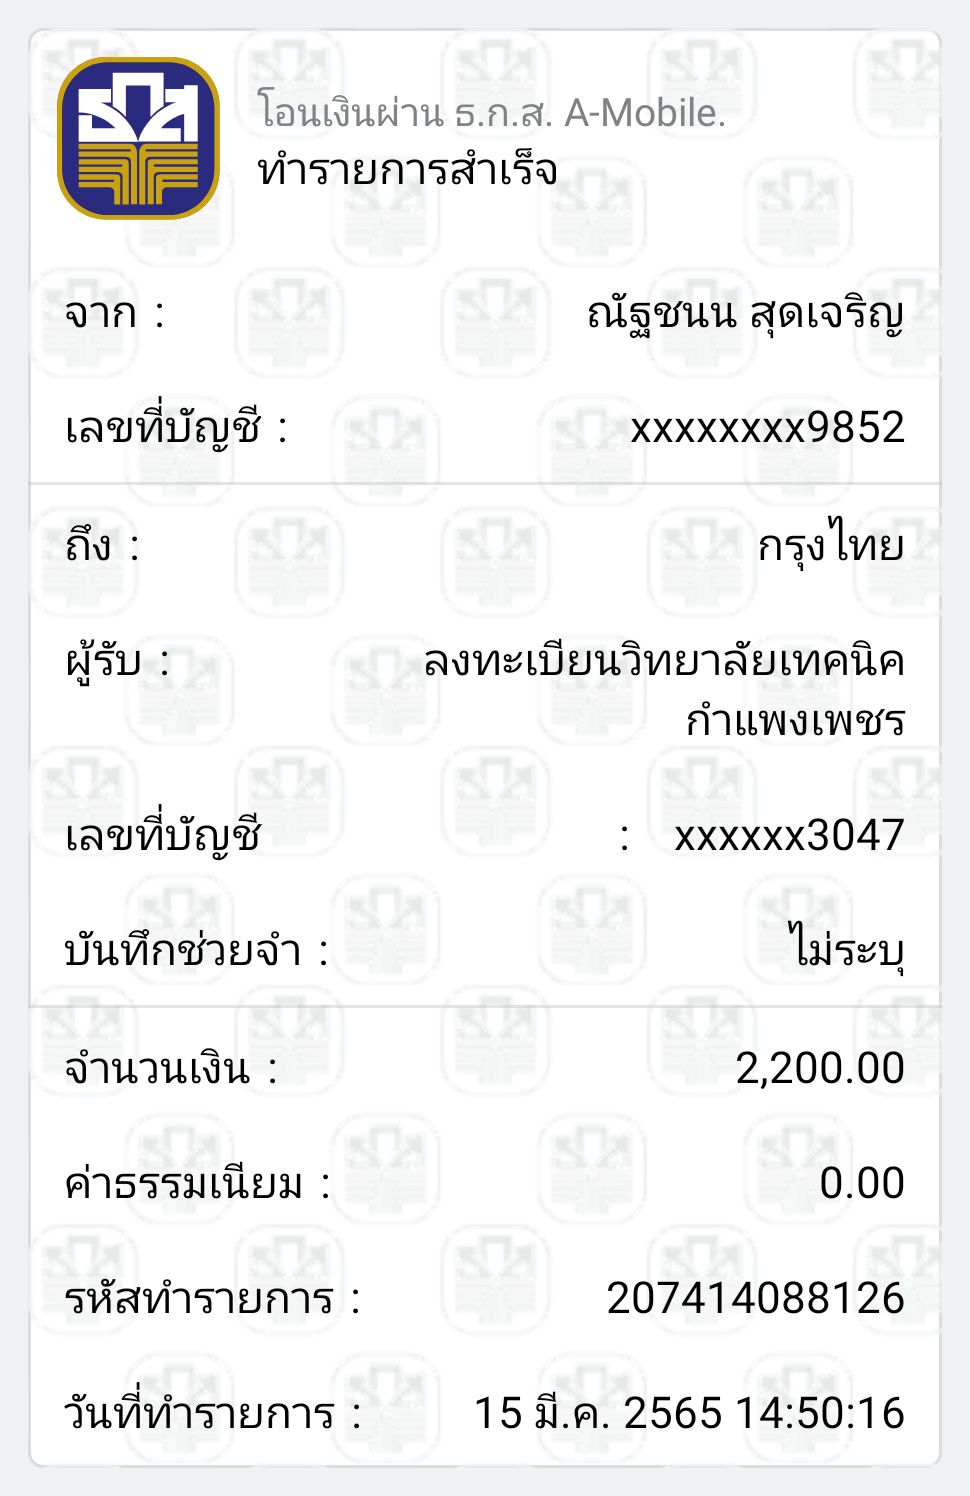 โอนเงินผ่าน ธ.ก.ส. A-Mobile.
ทำรายการสำเร็จ
จาก : ณัฐชนน สุดเจริญ
เลขที่บัญชี : xxxxxxxx9852
ถึง : กรุงไทย
ผู้รับ : ลงทะเบียนวิทยาลัยเทคนิค
กำแพงเพชร
เลขที่บัญชี : xxxxxx3047
บันทึกช่วยจำ : ไม่ระบุ
จำนวนเงิน : 2,200.00
ค่าธรรมเนียม : 0.00
รหัสทำรายการ : 207414088126
วันที่ทำรายการ : 15 มี.ค. 2565 14:50:16